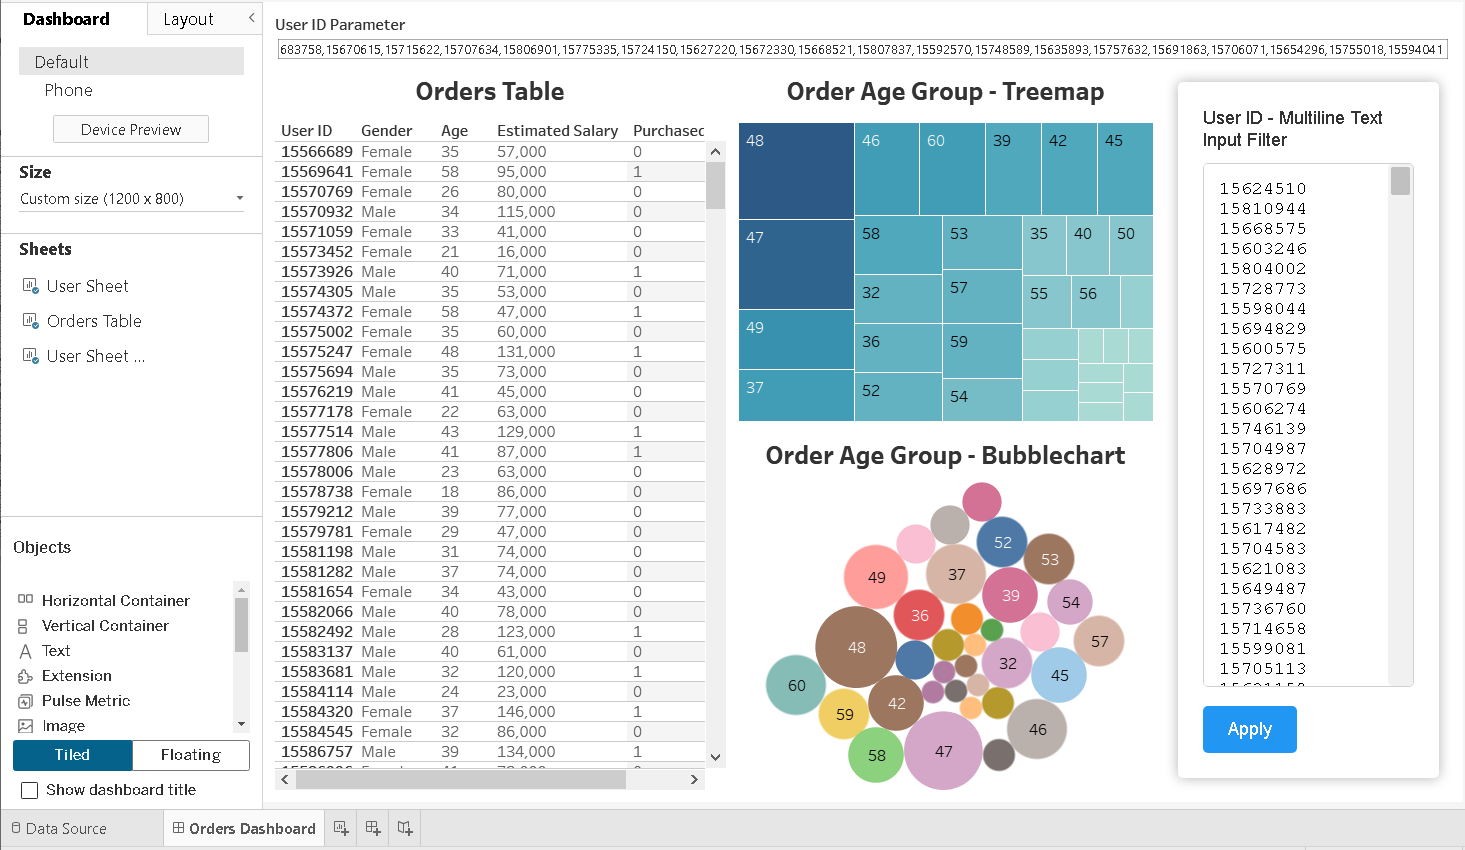 Dashboard
Layout
Default
Phone
Device Preview
Size
Custom size (1200 x 800)
Sheets
User Sheet
Orders Table
User Sheet ...
Objects
Horizontal Container
Vertical Container
Text
Extension
Pulse Metric
Image
Tiled
Floating
Show dashboard title
User ID Parameter
683758,15670615,15715622,15707634,15806901,15775335,15724150,15627220,15672330,15668521,15807837,15592570,15748589,15635893,15757632,15691863,15706071,15654296,15755018,15594041
Orders Table
User ID Gender Age Estimated Salary Purchased
15566689 Female 35 57,000 0
15569641 Female 58 95,000 1
15570769 Female 26 80,000 0
15570932 Male 34 115,000 0
15571059 Female 33 41,000 0
15573452 Female 21 16,000 0
15573926 Male 40 71,000 1
15574305 Male 35 53,000 0
15574372 Female 58 47,000 1
15575002 Female 35 60,000 0
15575247 Female 48 131,000 1
15575694 Male 35 73,000 0
15576219 Male 41 45,000 0
15577178 Female 22 63,000 0
15577514 Male 43 129,000 1
15577806 Male 41 87,000 1
15578006 Male 23 63,000 0
15578738 Female 18 86,000 0
15579212 Male 39 77,000 0
15579781 Female 29 47,000 0
15581198 Male 31 74,000 0
15581282 Male 37 74,000 0
15581654 Female 34 43,000 0
15582066 Male 40 78,000 0
15582492 Male 28 123,000 1
15583137 Male 40 61,000 0
15583681 Male 32 120,000 1
15584114 Male 24 23,000 0
15584320 Female 37 146,000 1
15584545 Female 32 86,000 0
15586757 Male 39 134,000 1
Order Age Group - Treemap
48 46 60 39 42 45
47 58 53 35 40 50
32 57 55 56
49 36 59
37 52 54
Order Age Group - Bubblechart
52
53
49
37
39
54
36
57
48
32
45
60
42
59
46
47
58
User ID - Multiline Text
Input Filter
15624510
15810944
15668575
15603246
15804002
15728773
15598044
15694829
15600575
15727311
15570769
15606274
15746139
15704987
15628972
15697686
15733883
15617482
15704583
15621083
15649487
15736760
15714658
15599081
15705113
Apply
Data Source
Orders Dashboard